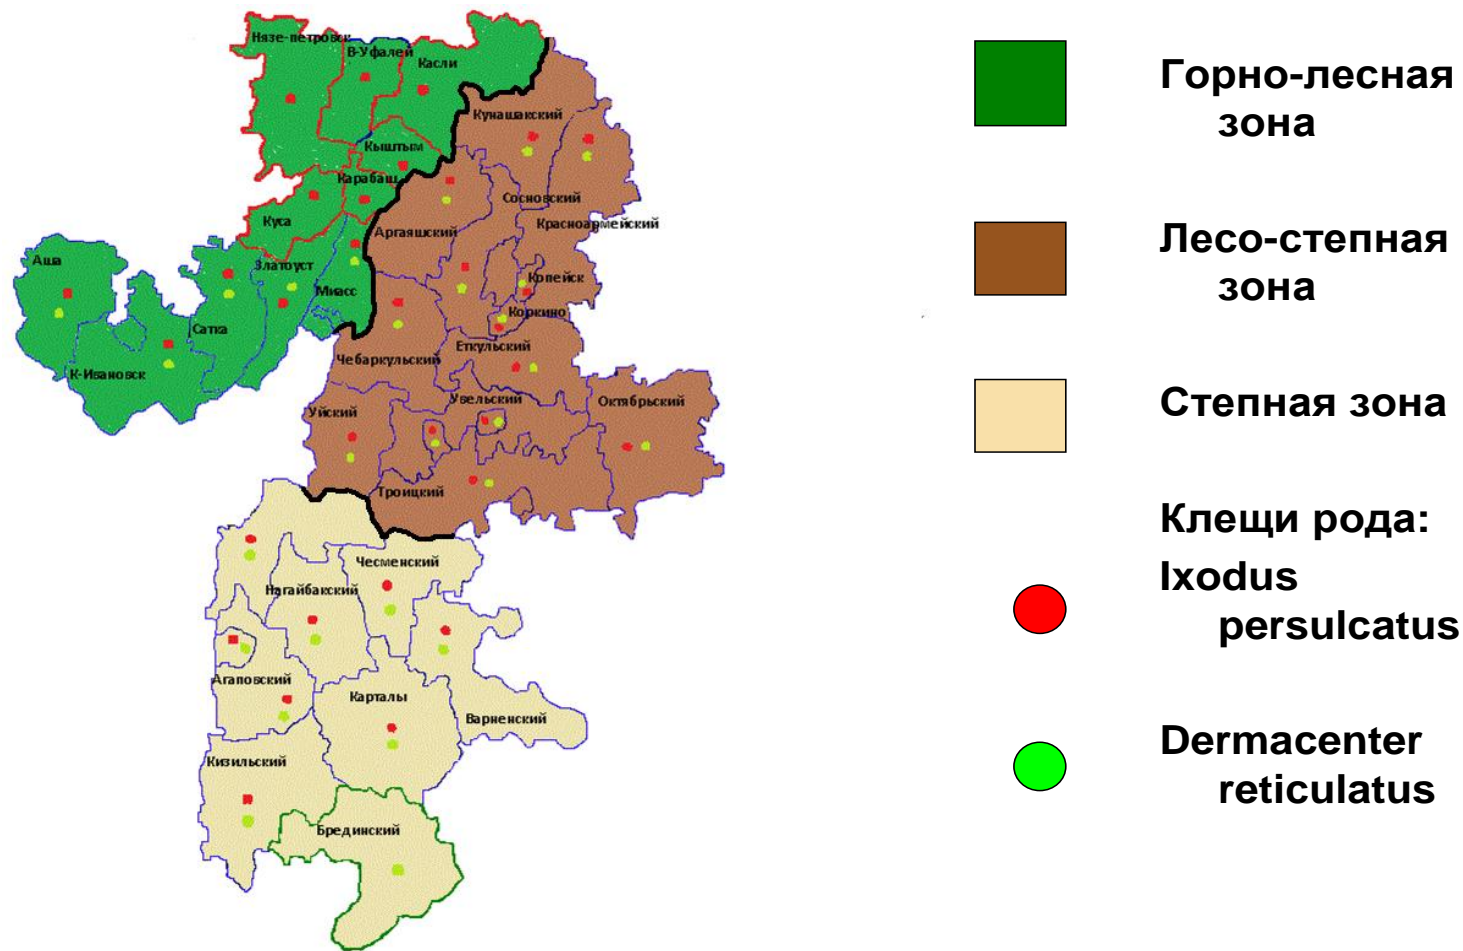 Нязе-петровск
В-Уфалей
Касли
Кунашакский
Кыштым
Карабаш
Сосновский
Куса
Аргаяшский
Красноармейский
Аша
Златоуст
Миасс
Копейск
Коркино
Сатка
Чебаркульский
Еткульский
К-Ивановск
Уйский
Увельский
Октябрьский
Троицкий
Чесменский
Нагайбакский
Агаповский
Карталы
Варненский
Кизильский
Брединский
Горно-лесная
зона
Лесо-степная
зона
Степная зона
Клещи рода:
Ixodus
persulcatus
Dermacenter
reticulatus